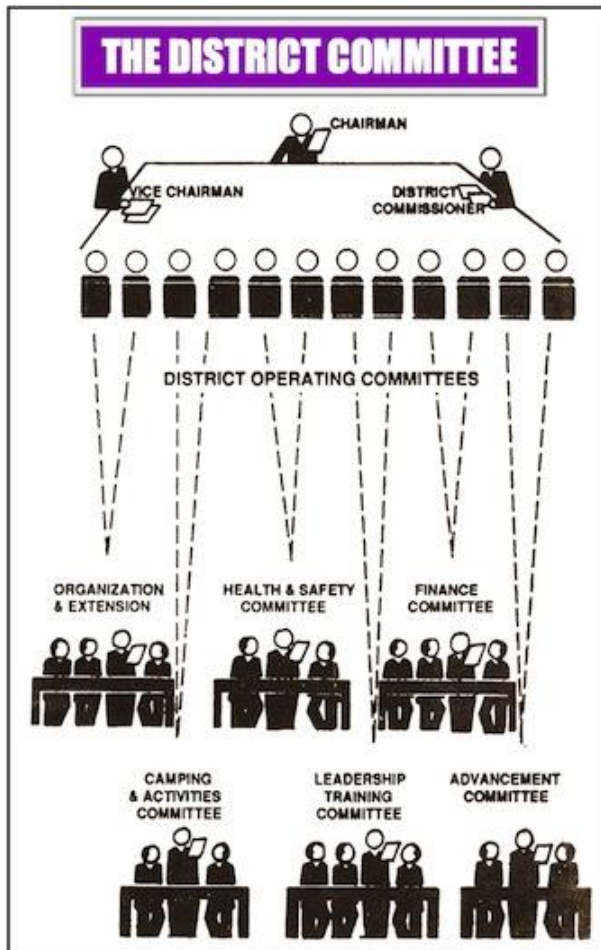 THE DISTRICT COMMITTEE
CHAIRMAN
VICE CHAIRMAN
DISTRICT
COMMISSIONER
DISTRICT OPERATING COMMITTEES
ORGANIZATION
& EXTENSION
HEALTH & SAFETY
COMMITTEE
FINANCE
COMMITTEE
CAMPING
& ACTIVITIES
COMMITTEE
LEADERSHIP
TRAINING
COMMITTEE
ADVANCEMENT
COMMITTEE